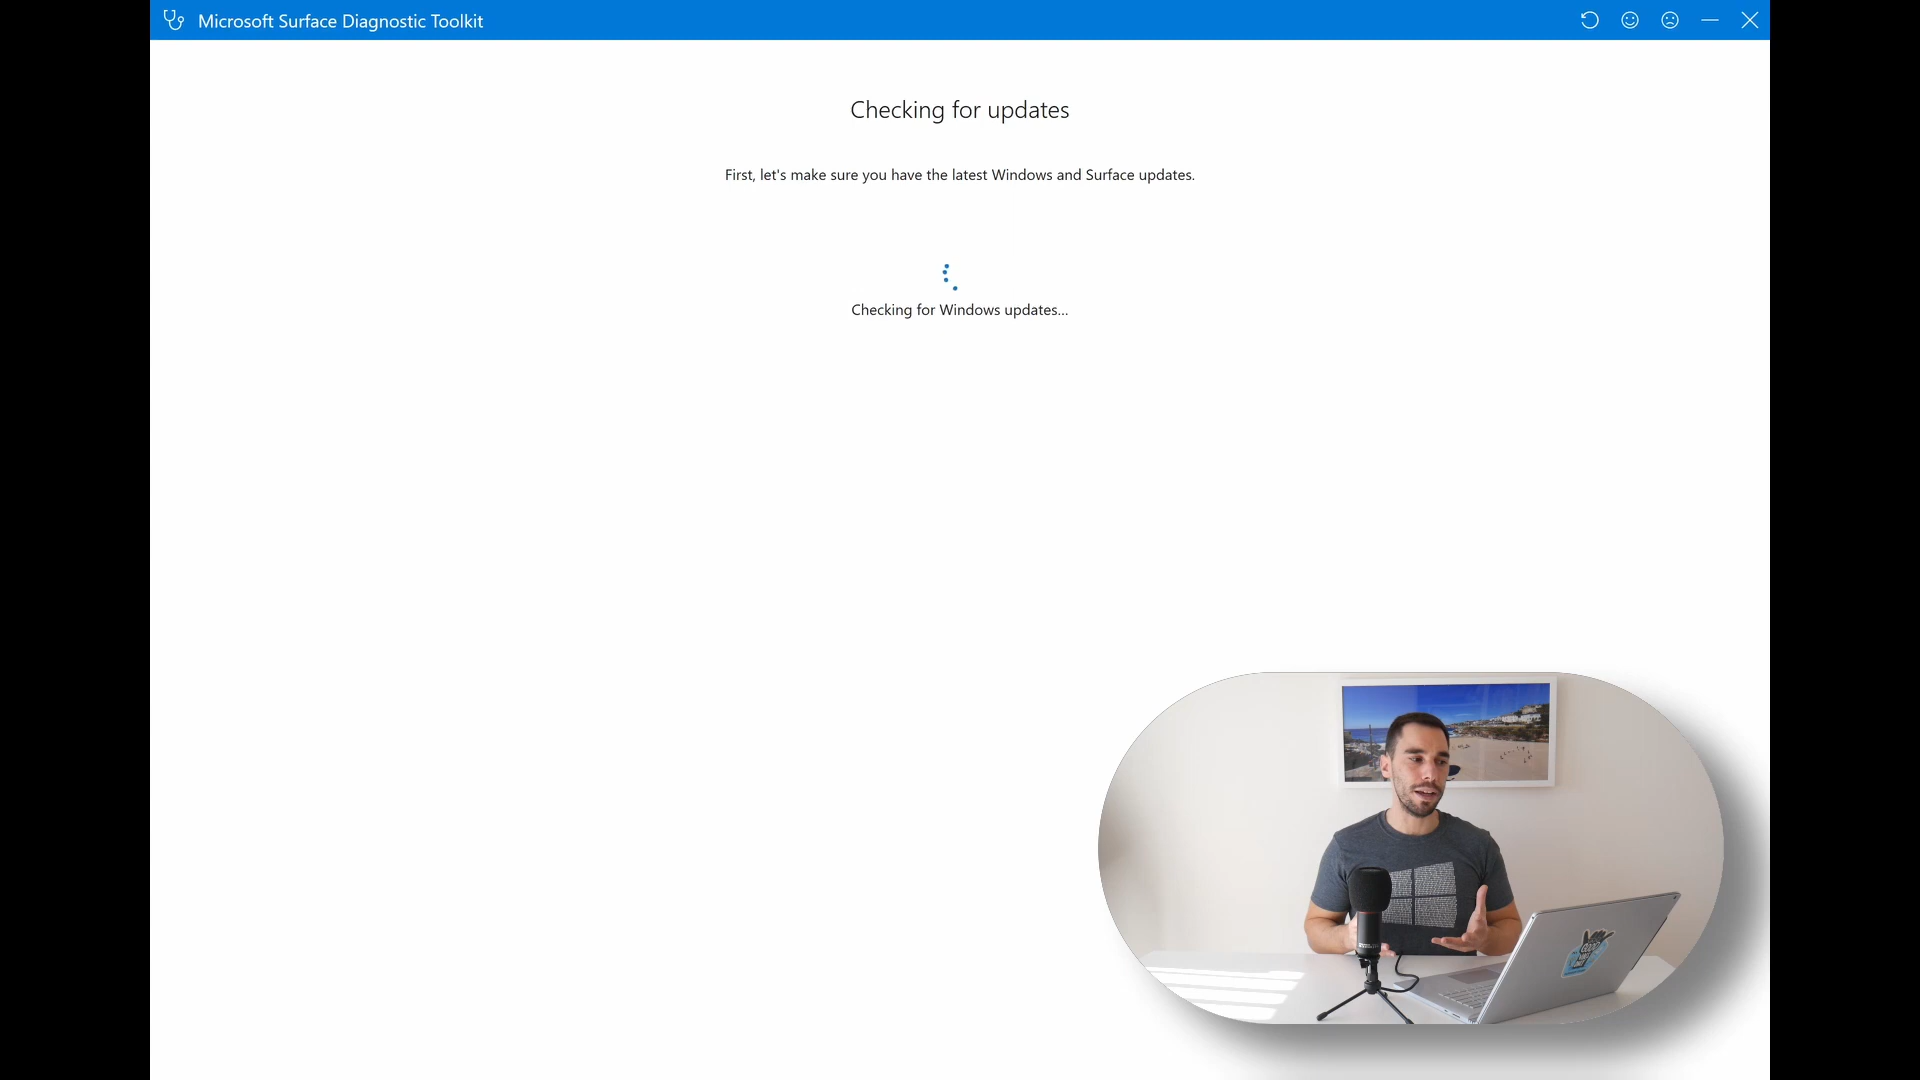 Microsoft Surface Diagnostic Toolkit
Checking for updates
First, let's make sure you have the latest Windows and Surface updates.
Checking for Windows updates...